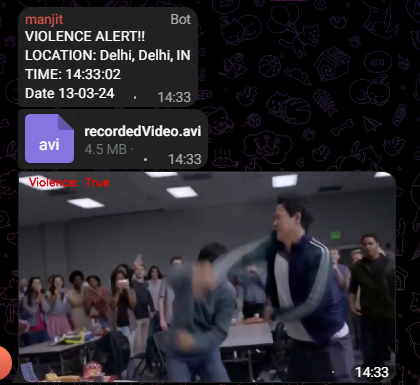 manjit Bot
VIOLENCE ALERT!!
LOCATION: Delhi, Delhi, IN
TIME: 14:33:02
Date 13-03-24 14:33
avi recordedVideo.avi
4.5 MB 14:33
Violence: True
14:33